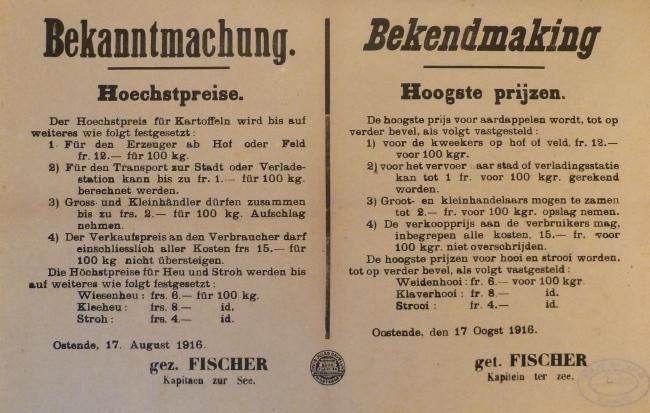 Bekanntmachung.
Hoechstpreise.
Der Hoechstpreis für Kartoffeln wird bis auf
weiteres wie folgt festgesetzt :
1 Für den Erzeuger ab Hof oder Feld
fr. 12.— für 100 kg.
2) Für den Transport zur Stadt oder Verlade-
station kann bis zu fr. 1.— für 100 kg.
berechnet werden.
3) Gross- und Kleinhändler dürfen zusammen
bis zu frs. 2.— für 100 kg. Aufschlag
nehmen.
4) Der Verkaufspreis an den Verbraucher darf
einschliesslich aller Kosten frs 15.— für
100 kg nicht übersteigen.
Die Höchstpreise für Heu und Stroh werden bis
auf weiteres wie folgt festgesetzt :
Wiesenheu : frs. 6.— für 100 kg.
Kleeheu : frs. 8.— id.
Stroh : frs. 4.— id.
Ostende, 17. August 1916.
gez. FISCHER
Kapitaen zur See.
Bekendmaking
Hoogste prijzen.
De hoogste prijs voor aardappelen wordt, tot op
verder bevel, als volgt vastgesteld :
1) voor de kweekers op hof of veld, fr. 12.—
voor 100 kgr.
2) voor het vervoer aar stad of verladingsstatie
kan tot 1 fr. voor 100 kgr. gerekend
worden.
3) Groot- en kleinhandelaars mogen te zamen
tot 2.— fr. voor 100 kgr. opslag nemen.
4) De verkoopprijs aan de verbruikers mag,
inbegrepen alle kosten, 15.— fr. voor
100 kgr. niet overschrijden.
De hoogste prijzen voor hooi en strooi worden,
tot op verder bevel, als volgt vastgesteld :
Weidenhooi : fr. 6.— voor 100 kgr.
Klaverhooi : fr. 8.— id.
Strooi : fr. 4.— id.
Oostende, den 17 Oogst 1916.
get. FISCHER
Kapitein ter zee.